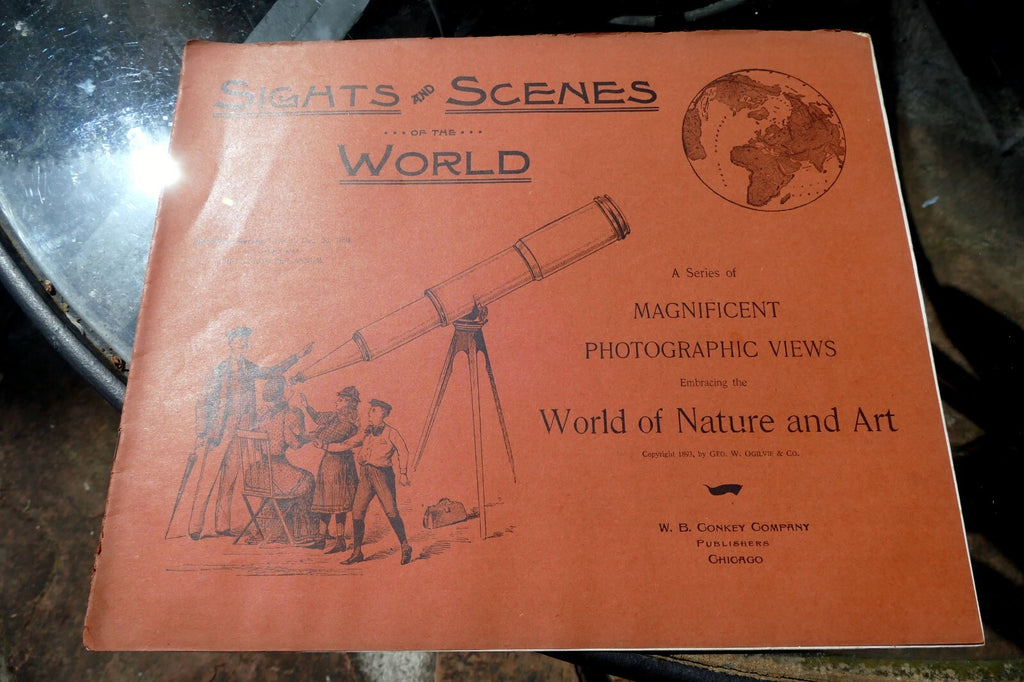 SIGHTS AND SCENES
OF THE
WORLD
A Series of
MAGNIFICENT
PHOTOGRAPHIC VIEWS
Embracing the
World of Nature and Art
Copyright 1893, by GEO. W. OGILVIE & CO.
W. B. CONKEY COMPANY
PUBLISHERS
CHICAGO